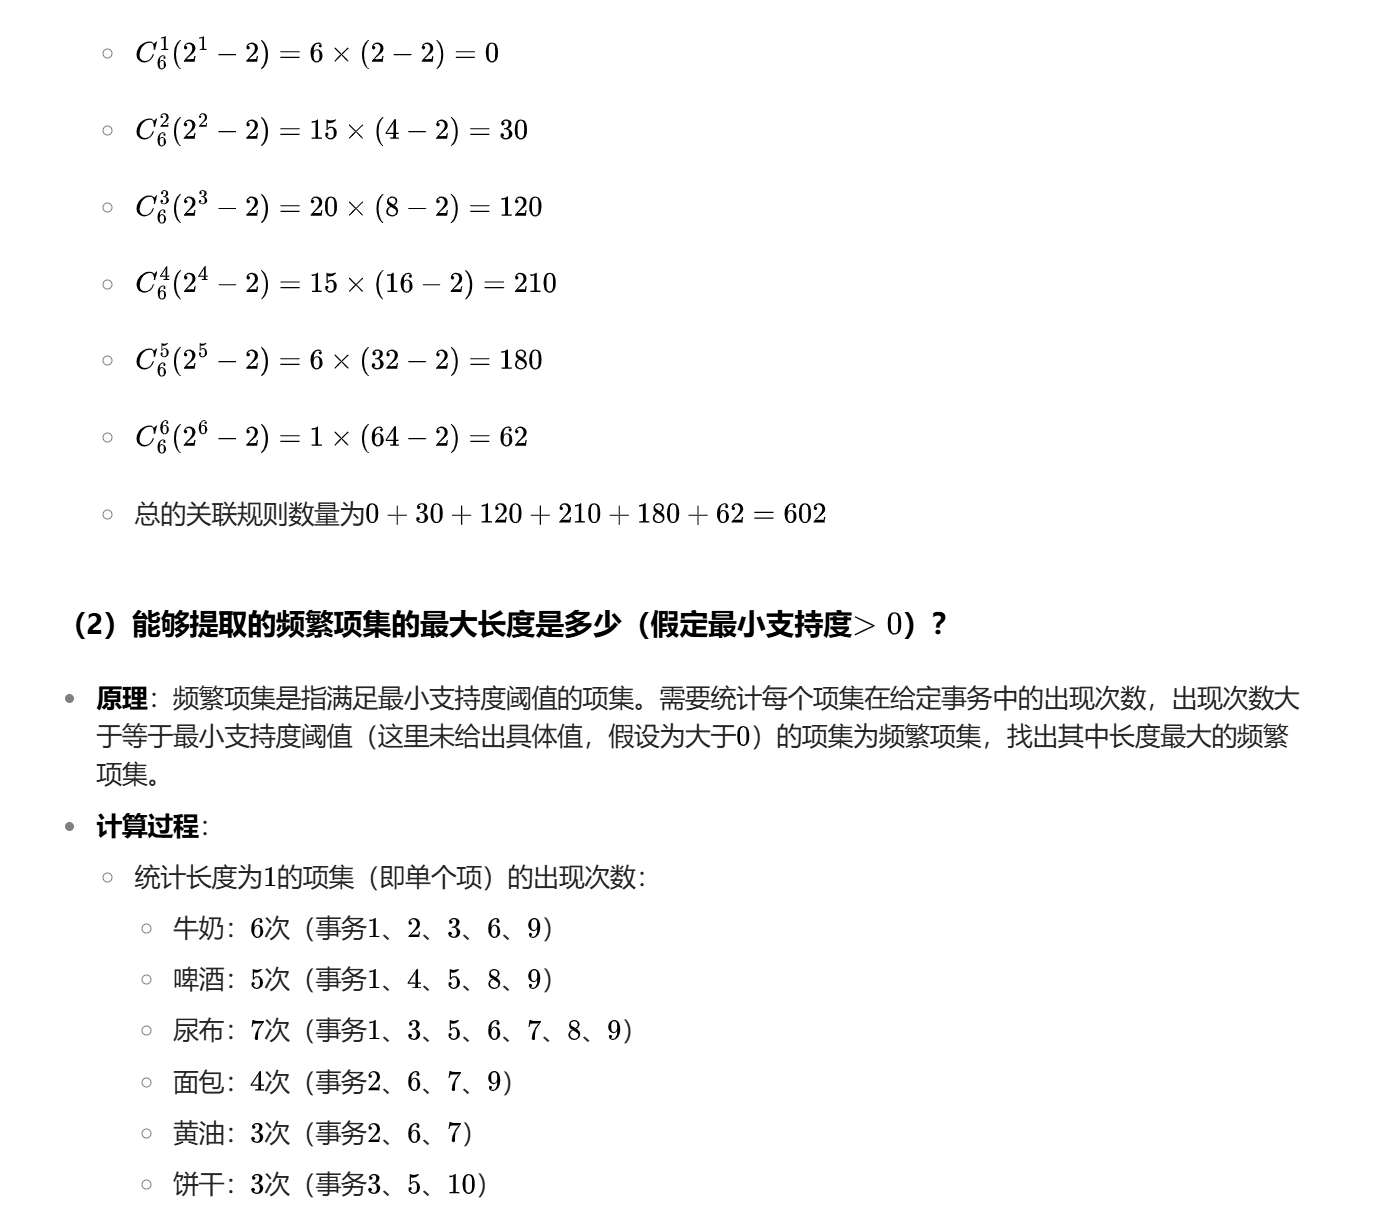 C_6^1(2^1 − 2) = 6 × (2 − 2) = 0
C_6^2(2^2 − 2) = 15 × (4 − 2) = 30
C_6^3(2^3 − 2) = 20 × (8 − 2) = 120
C_6^4(2^4 − 2) = 15 × (16 − 2) = 210
C_6^5(2^5 − 2) = 6 × (32 − 2) = 180
C_6^6(2^6 − 2) = 1 × (64 − 2) = 62
总的关联规则数量为0 + 30 + 120 + 210 + 180 + 62 = 602
（2）能够提取的频繁项集的最大长度是多少（假定最小支持度> 0）？
原理：频繁项集是指满足最小支持度阈值的项集。需要统计每个项集在给定事务中的出现次数，出现次数大
于等于最小支持度阈值（这里未给出具体值，假设为大于0）的项集为频繁项集，找出其中长度最大的频繁
项集。
计算过程：
统计长度为1的项集（即单个项）的出现次数：
牛奶：6次（事务1、2、3、6、9）
啤酒：5次（事务1、4、5、8、9）
尿布：7次（事务1、3、5、6、7、8、9）
面包：4次（事务2、6、7、9）
黄油：3次（事务2、6、7）
饼干：3次（事务3、5、10）